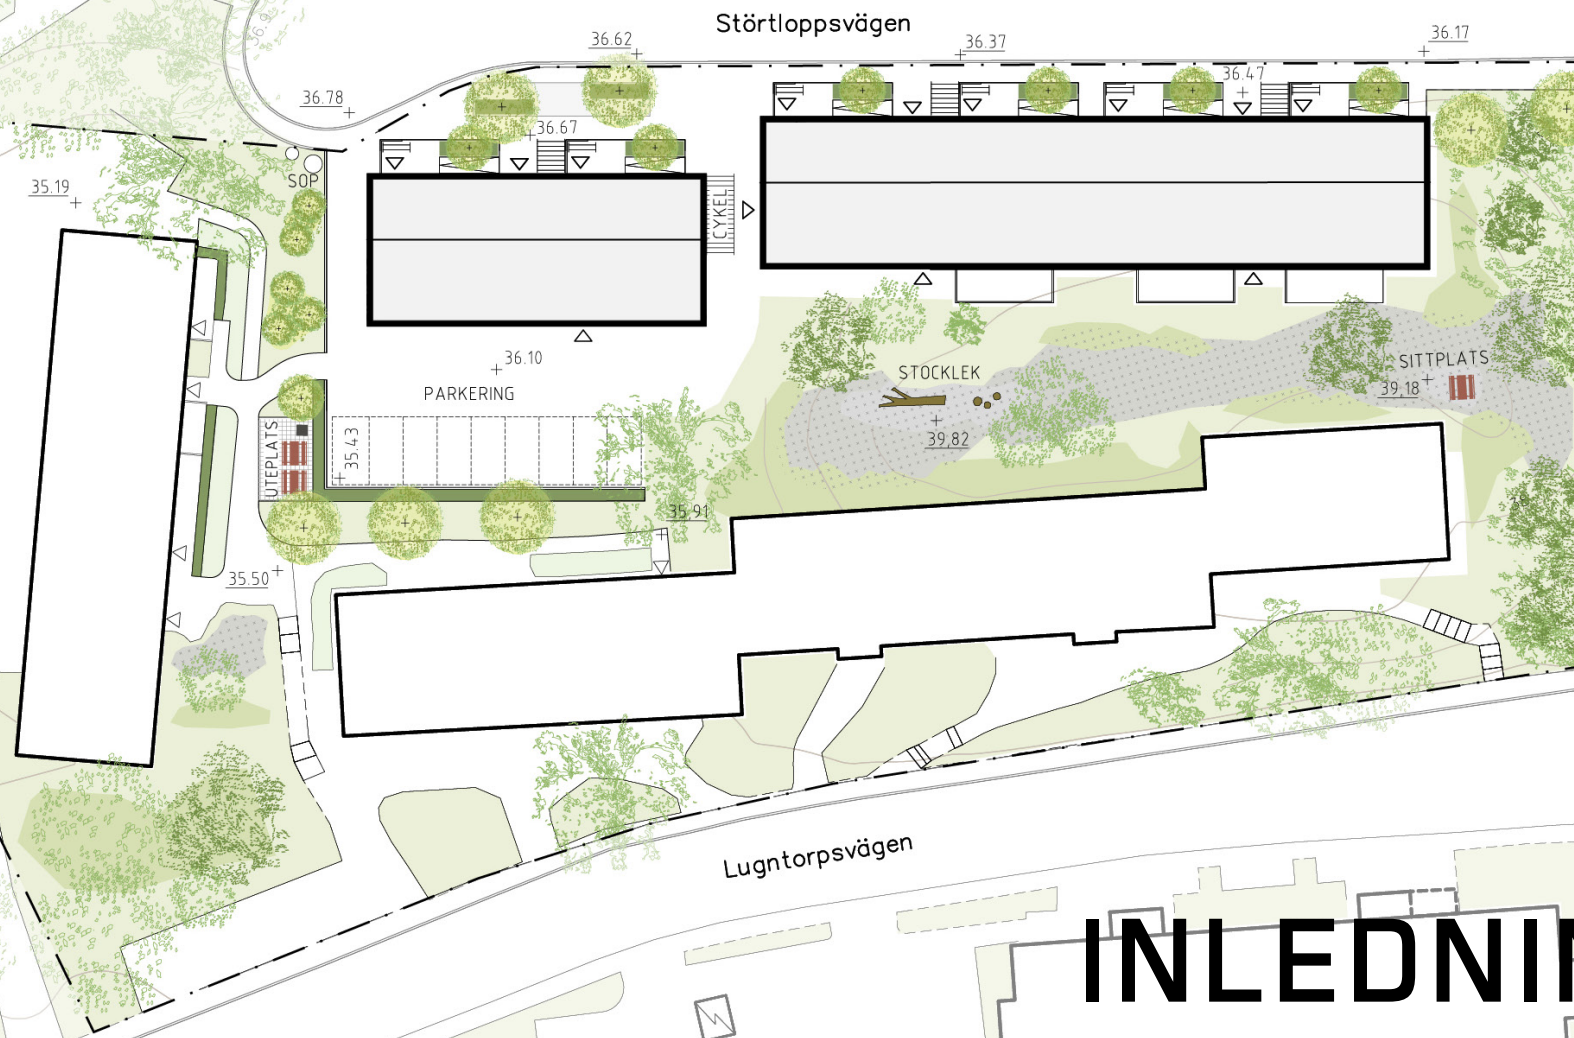 Störtloppsvägen
36.62
36.37
36.17
36.78
36.67
36.47
SOP
35.19
CYKEL
36.10
PARKERING
STOCKLEK
SITTPLATS
39,18
39,82
35.43
UTEPLATS
35.91
35.50
Lugntorpsvägen
INLEDNIN